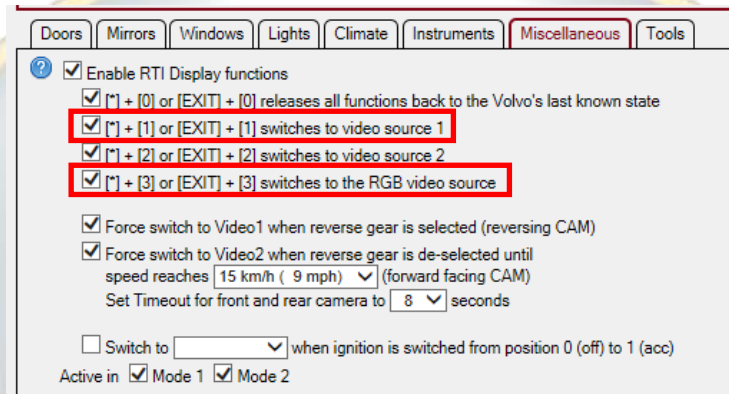 Doors Mirrors Windows Lights Climate Instruments Miscellaneous Tools
? Enable RTI Display functions
[*] + [0] or [EXIT] + [0] releases all functions back to the Volvo's last known state
[*] + [1] or [EXIT] + [1] switches to video source 1
[*] + [2] or [EXIT] + [2] switches to video source 2
[*] + [3] or [EXIT] + [3] switches to the RGB video source
Force switch to Video1 when reverse gear is selected (reversing CAM)
Force switch to Video2 when reverse gear is de-selected until
speed reaches 15 km/h ( 9 mph) (forward facing CAM)
Set Timeout for front and rear camera to 8 seconds
Switch to when ignition is switched from position 0 (off) to 1 (acc)
Active in Mode 1 Mode 2